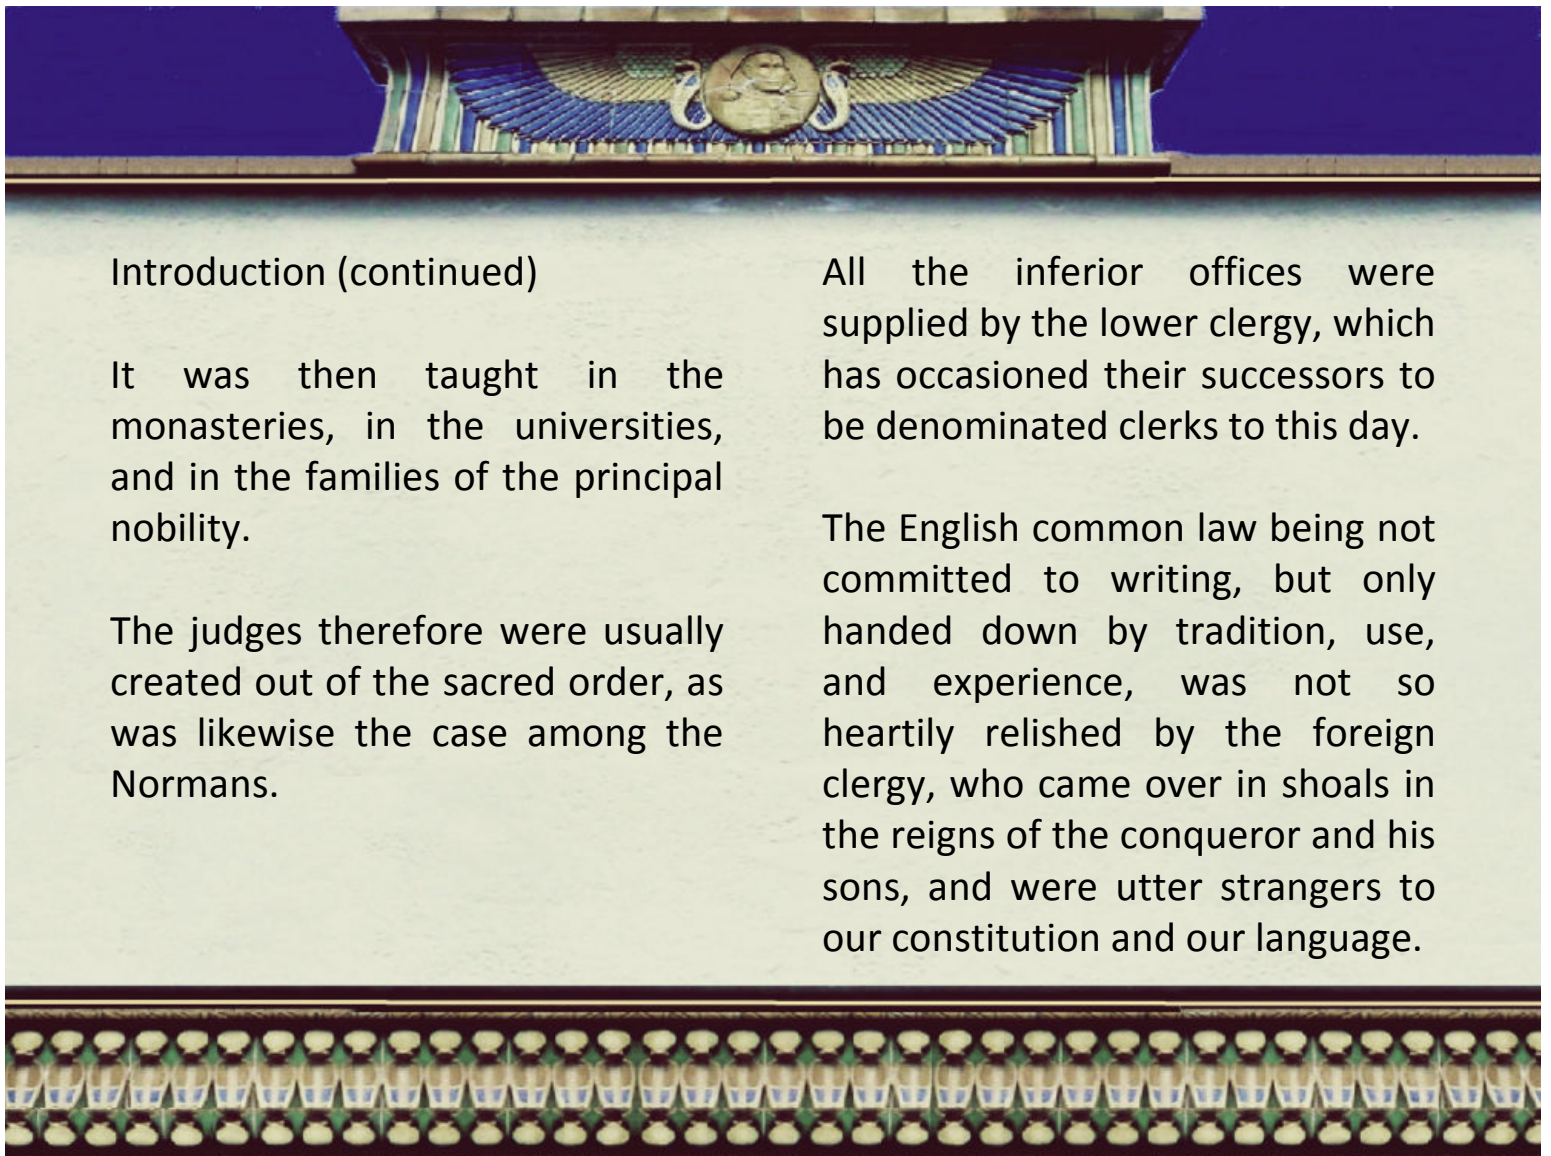 Introduction (continued)
It was then taught in the
monasteries, in the universities,
and in the families of the principal
nobility.
The judges therefore were usually
created out of the sacred order, as
was likewise the case among the
Normans.
All the inferior offices were
supplied by the lower clergy, which
has occasioned their successors to
be denominated clerks to this day.
The English common law being not
committed to writing, but only
handed down by tradition, use,
and experience, was not so
heartily relished by the foreign
clergy, who came over in shoals in
the reigns of the conqueror and his
sons, and were utter strangers to
our constitution and our language.